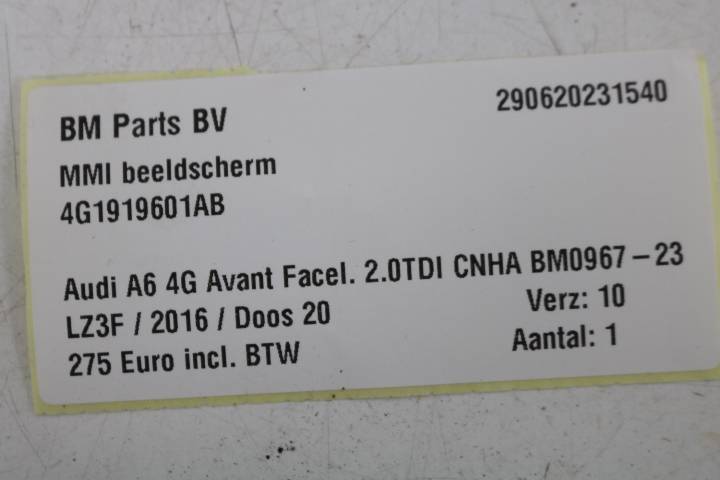 BM Parts BV 290620231540
MMI beeldscherm
4G1919601AB
Audi A6 4G Avant Facel. 2.0TDI CNHA BM0967-23
LZ3F / 2016 / Doos 20 Verz: 10
275 Euro incl. BTW Aantal: 1